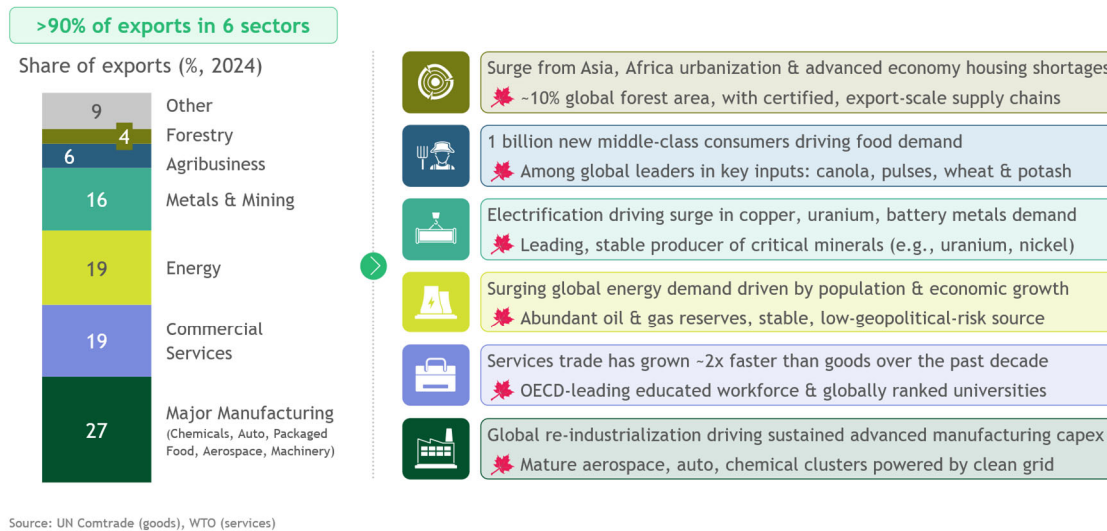 >90% of exports in 6 sectors
Share of exports (%, 2024)
9
Other
4
Forestry
6
Agribusiness
16
Metals & Mining
19
Energy
19
Commercial
Services
27
Major Manufacturing
(Chemicals, Auto, Packaged
Food, Aerospace, Machinery)
Surge from Asia, Africa urbanization & advanced economy housing shortages
~10% global forest area, with certified, export-scale supply chains
1 billion new middle-class consumers driving food demand
Among global leaders in key inputs: canola, pulses, wheat & potash
Electrification driving surge in copper, uranium, battery metals demand
Leading, stable producer of critical minerals (e.g., uranium, nickel)
Surging global energy demand driven by population & economic growth
Abundant oil & gas reserves, stable, low-geopolitical-risk source
Services trade has grown ~2x faster than goods over the past decade
OECD-leading educated workforce & globally ranked universities
Global re-industrialization driving sustained advanced manufacturing capex
Mature aerospace, auto, chemical clusters powered by clean grid
Source: UN Comtrade (goods), WTO (services)